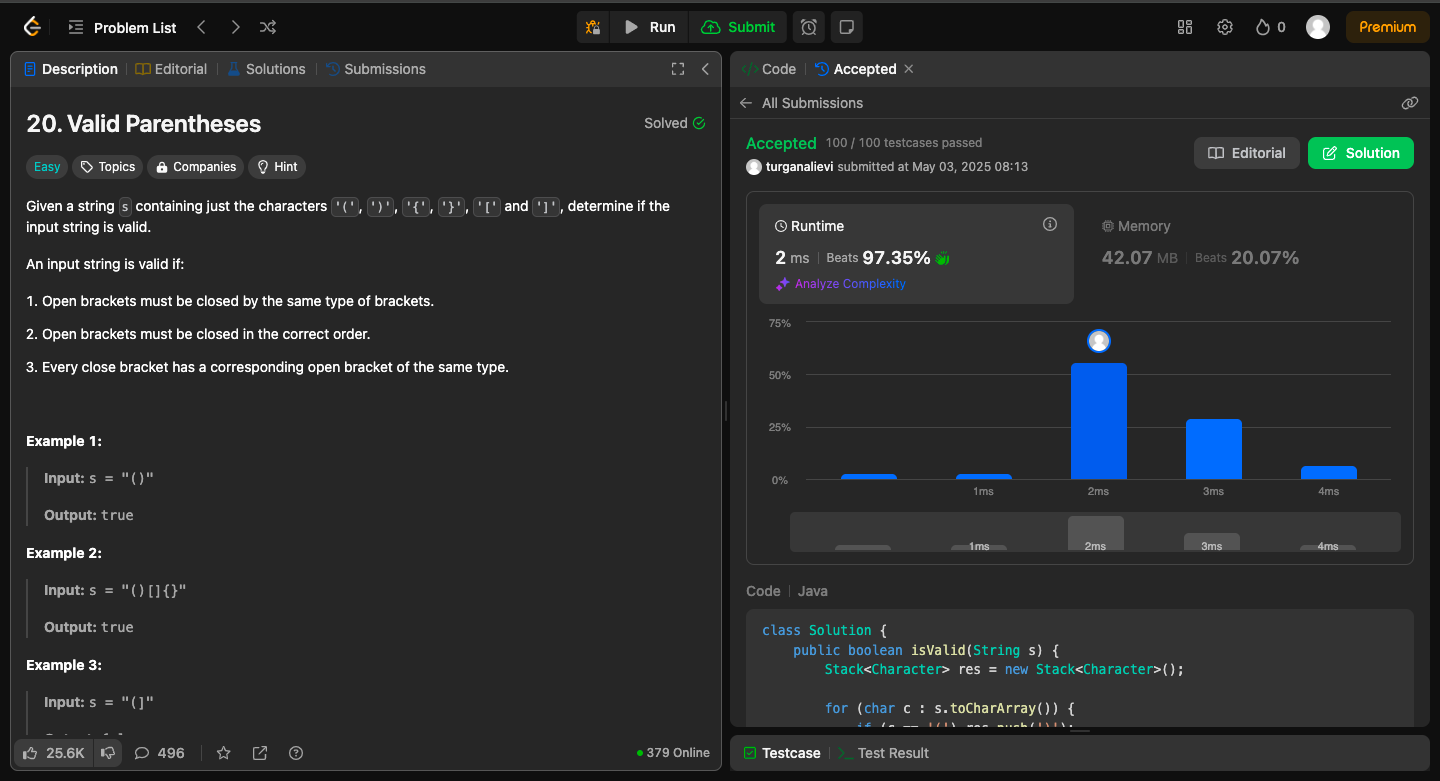 Problem List
Run
Submit
0
Premium
Description
Editorial
Solutions
Submissions
20. Valid Parentheses
Solved
Easy
Topics
Companies
Hint
Given a string s containing just the characters '(', ')', '{', '}', '[' and ']', determine if the
input string is valid.
An input string is valid if:
1. Open brackets must be closed by the same type of brackets.
2. Open brackets must be closed in the correct order.
3. Every close bracket has a corresponding open bracket of the same type.
Example 1:
Input: s = "()"
Output: true
Example 2:
Input: s = "()[]{}"
Output: true
Example 3:
Input: s = "(]"
25.6K
496
379 Online
Code
Accepted
All Submissions
Accepted 100 / 100 testcases passed
turganalievi submitted at May 03, 2025 08:13
Editorial
Solution
Runtime
2 ms Beats 97.35%
Analyze Complexity
Memory
42.07 MB Beats 20.07%
75%
50%
25%
0%
1ms 2ms 3ms 4ms
1ms 2ms 3ms 4ms
Code Java
class Solution {
    public boolean isValid(String s) {
        Stack<Character> res = new Stack<Character>();
        for (char c : s.toCharArray()) {
            if (c == '(') res.push(')');
Testcase
Test Result